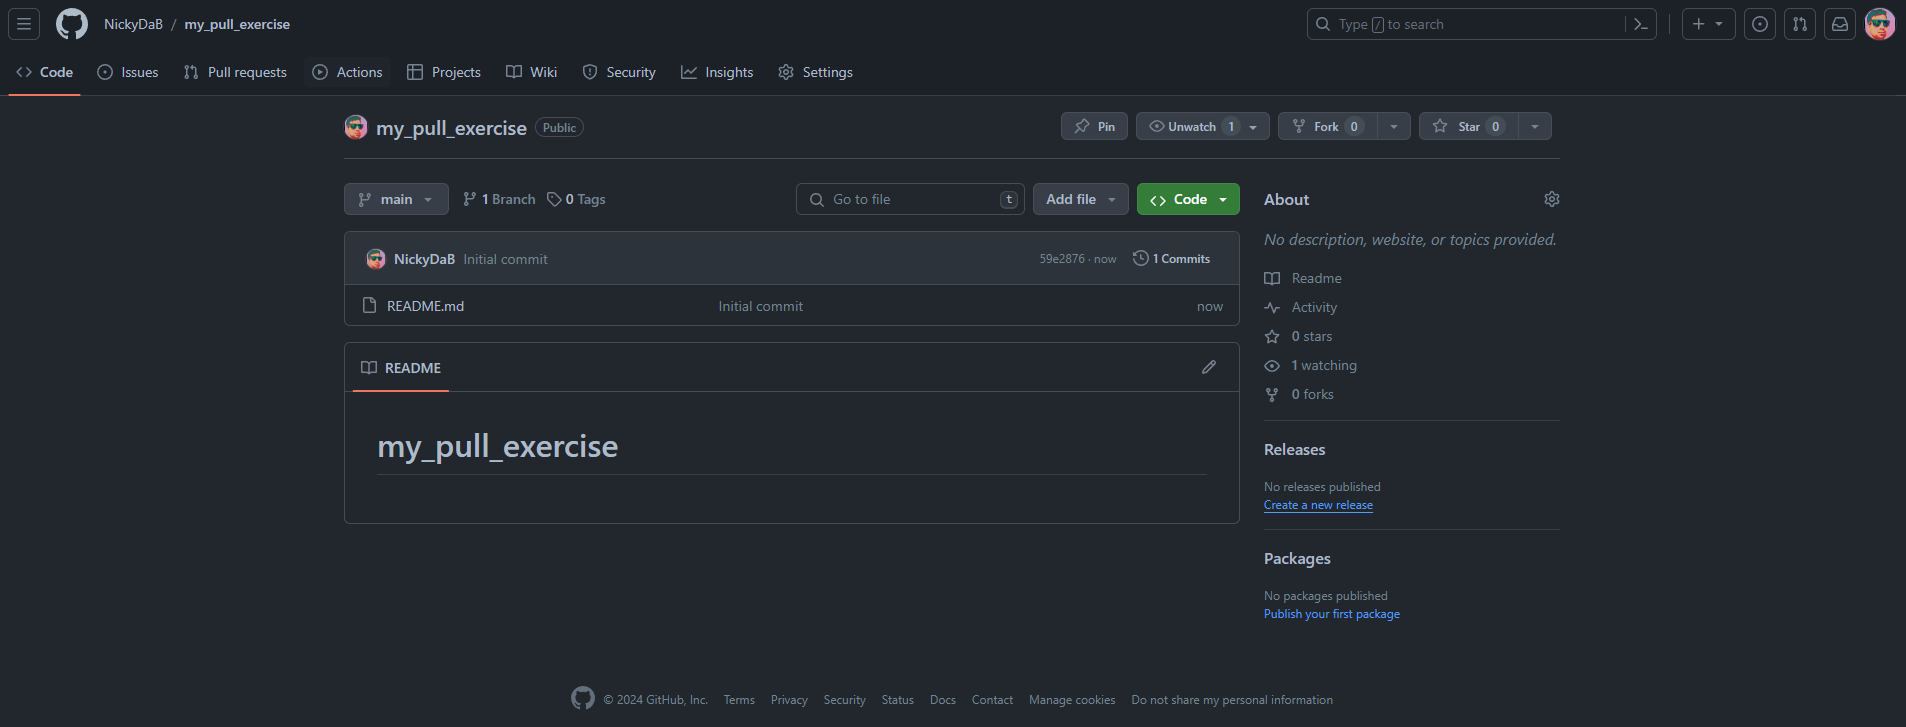 NickyDaB / my_pull_exercise
Type / to search
Code Issues Pull requests Actions Projects Wiki Security Insights Settings
my_pull_exercise Public
Pin Unwatch 1 Fork 0 Star 0
main 1 Branch 0 Tags Go to file t Add file Code
NickyDaB Initial commit 59e2876 · now 1 Commits
README.md Initial commit now
README
my_pull_exercise
About
No description, website, or topics provided.
Readme
Activity
0 stars
1 watching
0 forks
Releases
No releases published
Create a new release
Packages
No packages published
Publish your first package
© 2024 GitHub, Inc. Terms Privacy Security Status Docs Contact Manage cookies Do not share my personal information